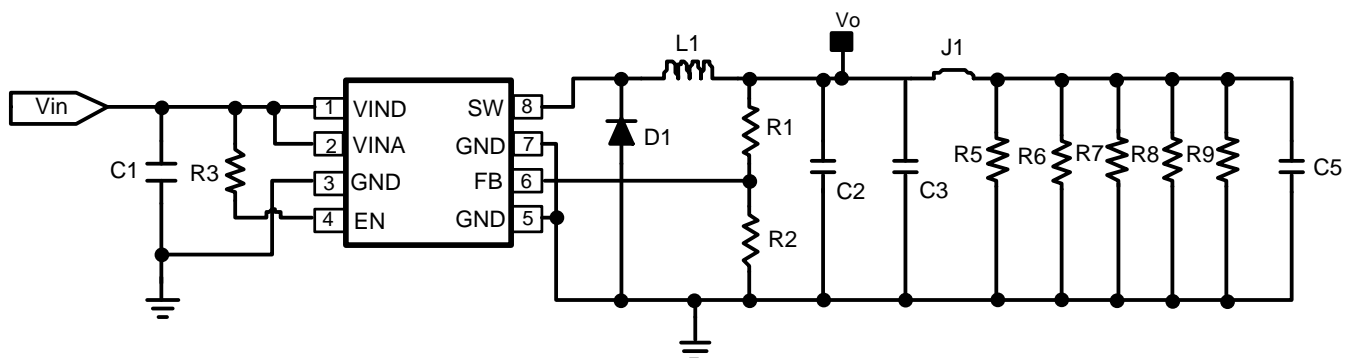 Vo
L1
J1
Vin
1 VIND SW 8
2 VINA GND 7
3 GND FB 6
4 EN GND 5
C1
R3
D1
R1
R2
C2
C3
R5
R6
R7
R8
R9
C5